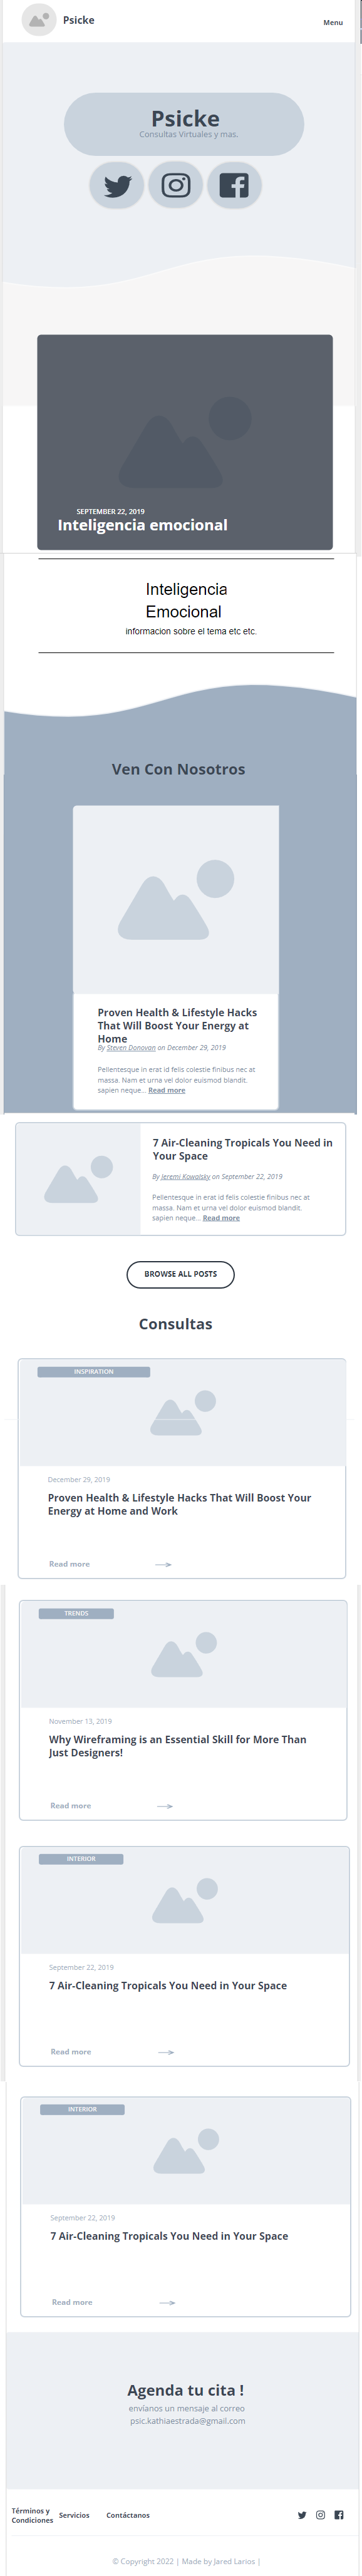 Psicke
Menu
Psicke
Consultas Virtuales y mas.
SEPTEMBER 22, 2019
Inteligencia emocional
Inteligencia
Emocional
informacion sobre el tema etc etc.
Ven Con Nosotros
Proven Health & Lifestyle Hacks
That Will Boost Your Energy at
Home
By Steven Donovan on December 29, 2019
Pellentesque in erat id felis colestie finibus nec at
massa. Nam et urna vel dolor euismod blandit.
sapien neque... Read more
7 Air-Cleaning Tropicals You Need in
Your Space
By Jeremi Kowalsky on September 22, 2019
Pellentesque in erat id felis colestie finibus nec at
massa. Nam et urna vel dolor euismod blandit.
sapien neque... Read more
BROWSE ALL POSTS
Consultas
INSPIRATION
December 29, 2019
Proven Health & Lifestyle Hacks That Will Boost Your
Energy at Home and Work
Read more
TRENDS
November 13, 2019
Why Wireframing is an Essential Skill for More Than
Just Designers!
Read more
INTERIOR
September 22, 2019
7 Air-Cleaning Tropicals You Need in Your Space
Read more
INTERIOR
September 22, 2019
7 Air-Cleaning Tropicals You Need in Your Space
Read more
Agenda tu cita !
envíanos un mensaje al correo
psic.kathiaestrada@gmail.com
Términos y
Condiciones
Servicios
Contáctanos
© Copyright 2022 | Made by Jared Larios |